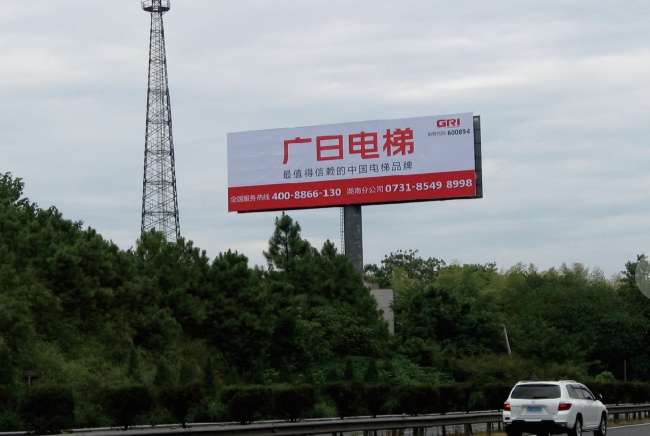 GRI
股票代码 600894
广日电梯
最值得信赖的中国电梯品牌
全国服务热线 400-8866-130 湖南分公司 0731-8549 8998